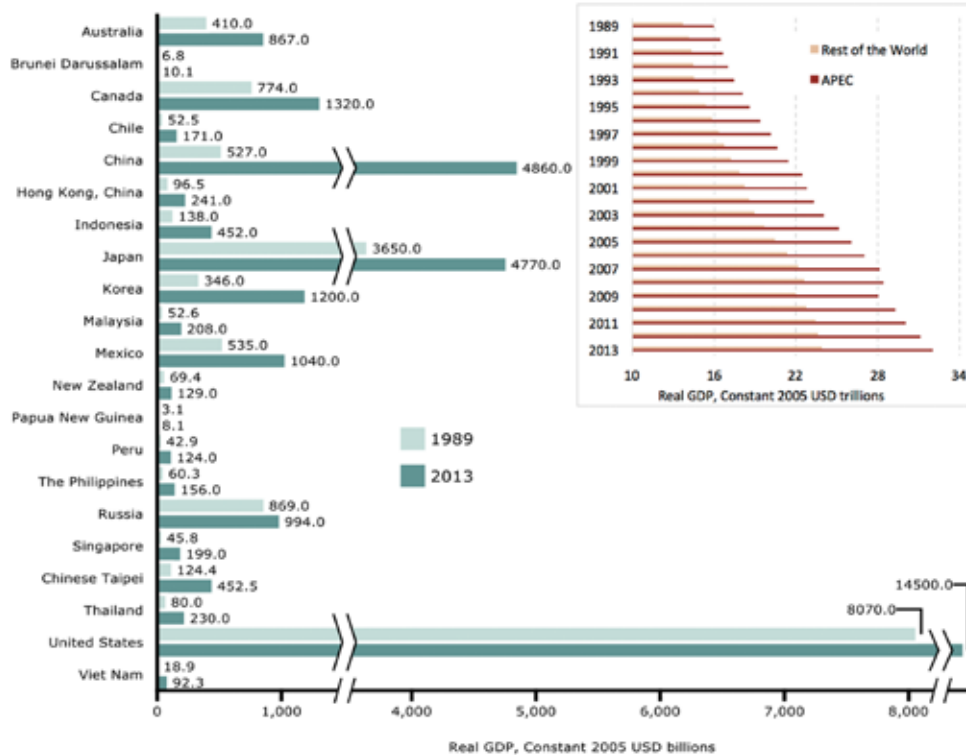 Australia
410.0
867.0
Brunei Darussalam
6.8
10.1
Canada
774.0
1320.0
Chile
52.5
171.0
China
527.0
4860.0
Hong Kong, China
96.5
241.0
Indonesia
138.0
452.0
Japan
3650.0
4770.0
Korea
346.0
1200.0
Malaysia
52.6
208.0
Mexico
535.0
1040.0
New Zealand
69.4
129.0
Papua New Guinea
3.1
8.1
Peru
42.9
124.0
The Philippines
60.3
156.0
Russia
869.0
994.0
Singapore
45.8
199.0
Chinese Taipei
124.4
452.5
Thailand
80.0
230.0
United States
8070.0
14500.0
Viet Nam
18.9
92.3
0 1,000 4,000 5,000 6,000 7,000 8,000
Real GDP, Constant 2005 USD billions
1989
2013
1989
1991
1993
1995
1997
1999
2001
2003
2005
2007
2009
2011
2013
Rest of the World
APEC
10 16 22 28 34
Real GDP, Constant 2005 USD trillions